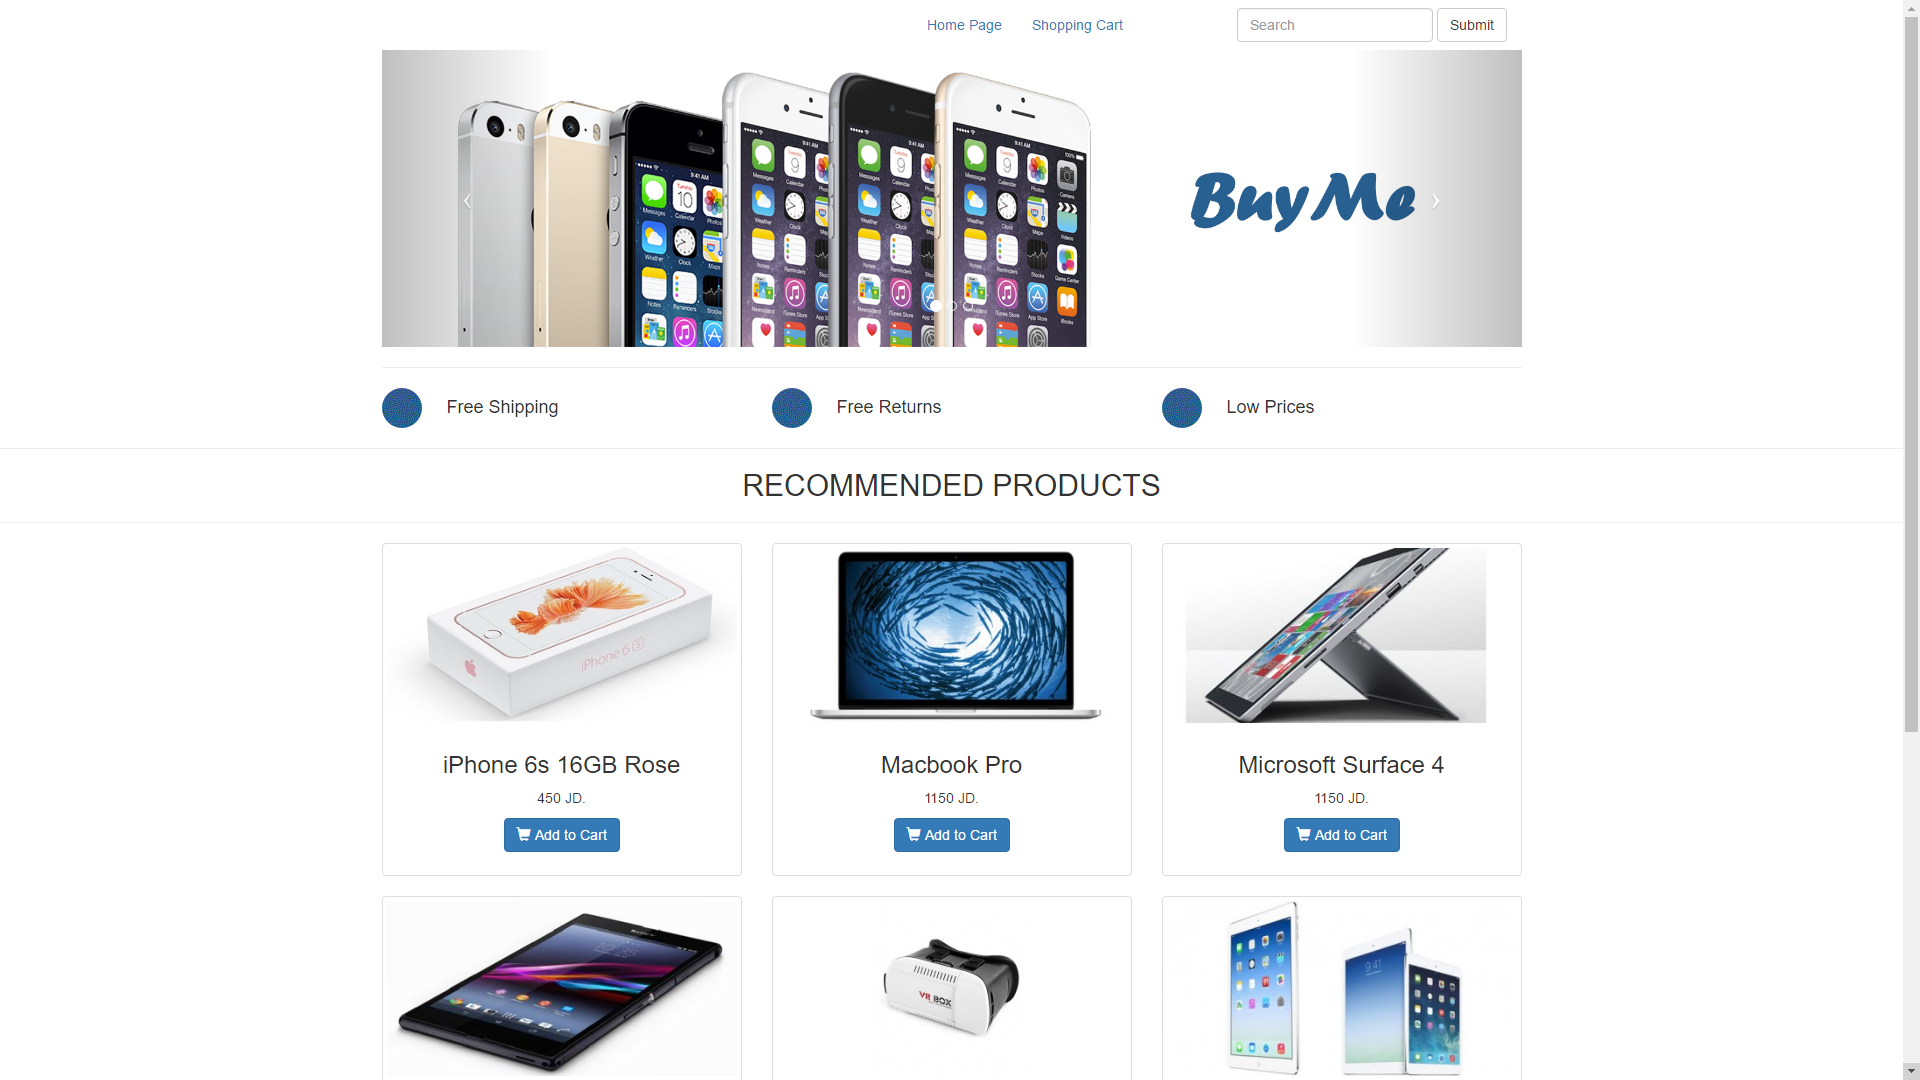 Home Page
Shopping Cart
Search
Submit
BuyMe
Free Shipping
Free Returns
Low Prices
RECOMMENDED PRODUCTS
iPhone 6s
VR BOX
iPhone 6s 16GB Rose
450 JD.
Add to Cart
Macbook Pro
1150 JD.
Add to Cart
Microsoft Surface 4
1150 JD.
Add to Cart